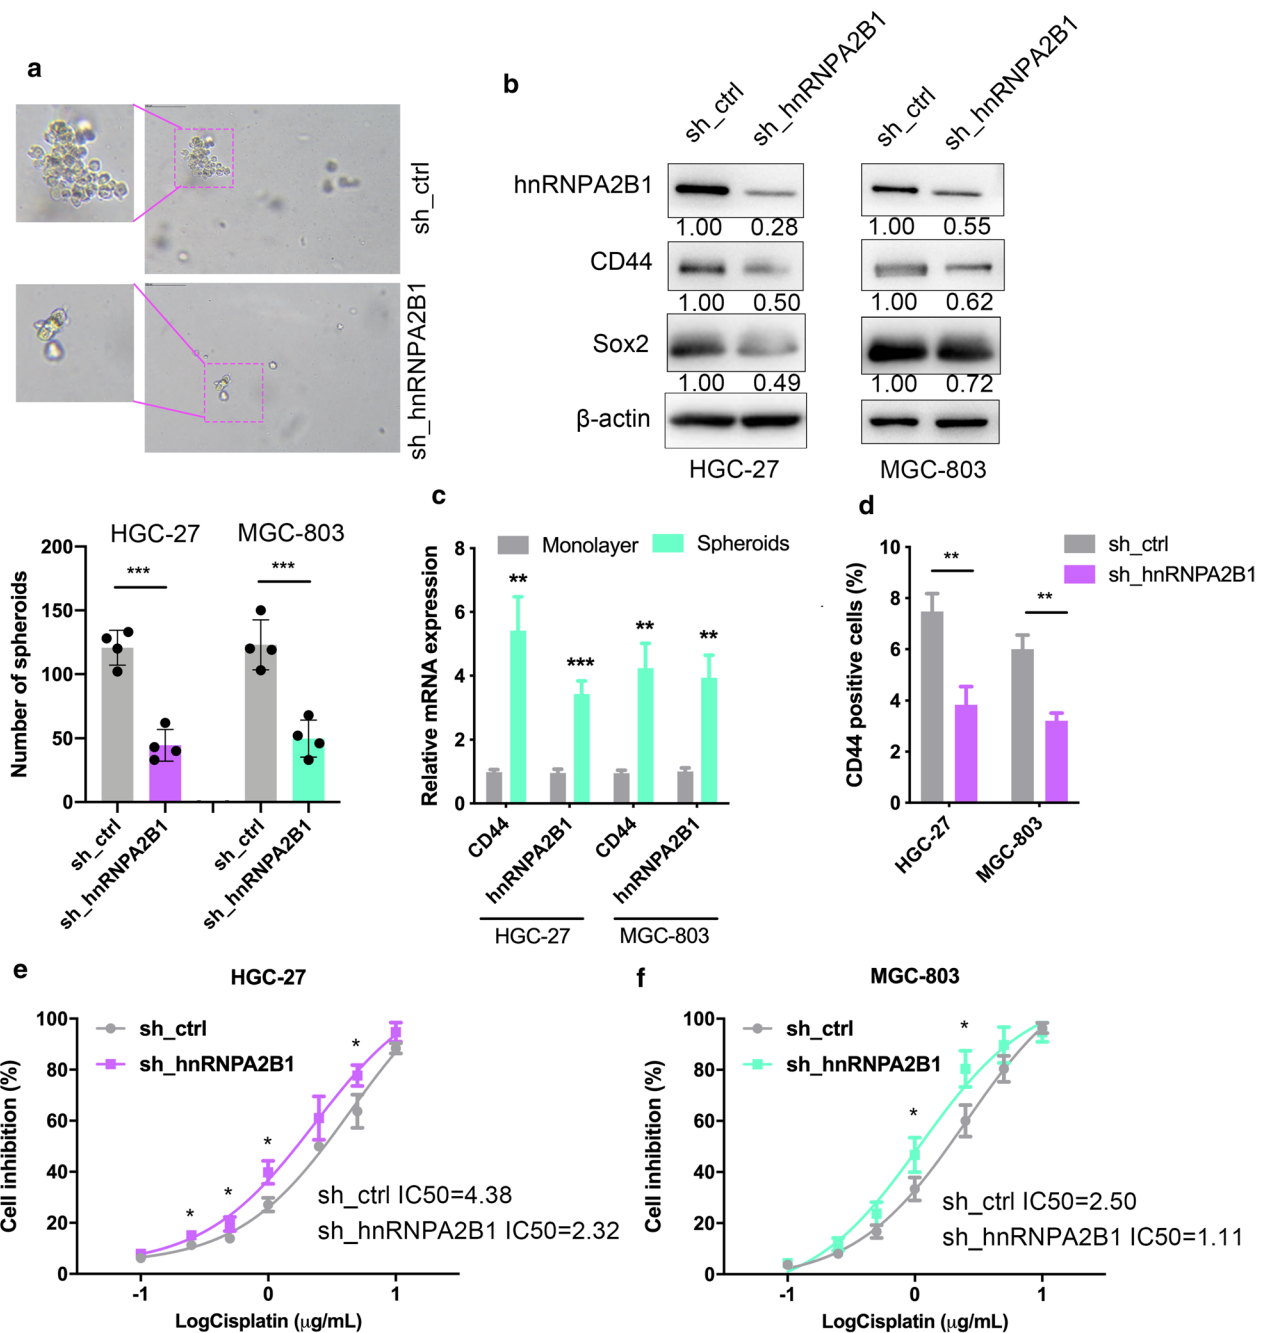 a
sh_ctrl
sh_hnRNPA2B1
b
sh_ctrl
sh_hnRNPA2B1
sh_ctrl
sh_hnRNPA2B1
hnRNPA2B1
1.00 0.28 1.00 0.55
CD44
1.00 0.50 1.00 0.62
Sox2
1.00 0.49 1.00 0.72
β-actin
HGC-27 MGC-803
HGC-27 MGC-803
Number of spheroids
200
150
100
50
0
***
***
sh_ctrl
sh_hnRNPA2B1
sh_ctrl
sh_hnRNPA2B1
c
Monolayer Spheroids
Relative mRNA expression
8
6
4
2
0
**
***
**
**
CD44
hnRNPA2B1
CD44
hnRNPA2B1
HGC-27 MGC-803
d
sh_ctrl
sh_hnRNPA2B1
CD44 positive cells (%)
10
8
6
4
2
0
**
**
HGC-27
MGC-803
e
HGC-27
sh_ctrl
sh_hnRNPA2B1
Cell inhibition (%)
100
80
60
40
20
0
*
*
*
*
sh_ctrl IC50=4.38
sh_hnRNPA2B1 IC50=2.32
-1 0 1
LogCisplatin (μg/mL)
f
MGC-803
sh_ctrl
sh_hnRNPA2B1
Cell inhibition (%)
100
80
60
40
20
0
*
*
sh_ctrl IC50=2.50
sh_hnRNPA2B1 IC50=1.11
-1 0 1
LogCisplatin (μg/mL)